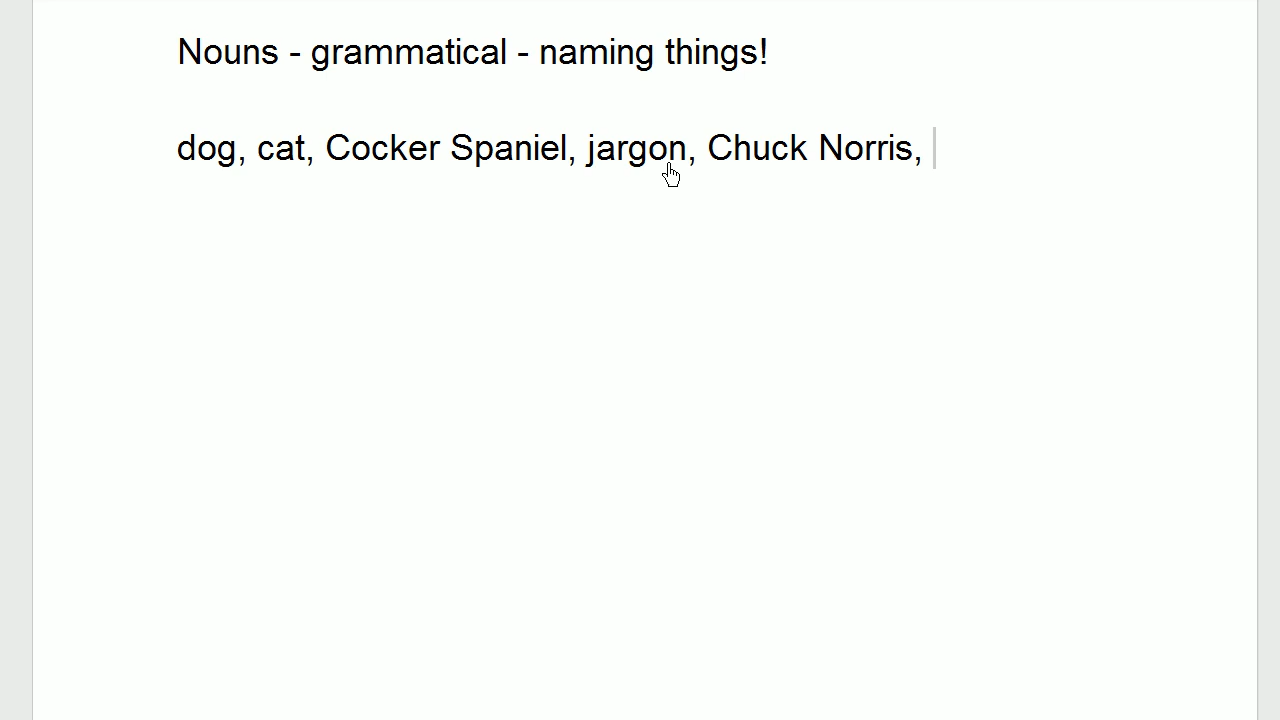 Nouns - grammatical - naming things!
dog, cat, Cocker Spaniel, jargon, Chuck Norris,